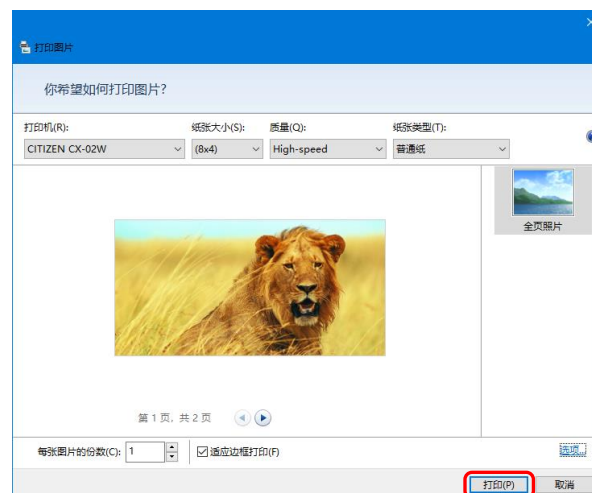 打印图片
你希望如何打印图片?
打印机(R): 纸张大小(S): 质量(Q): 纸张类型(T):
CITIZEN CX-02W (8x4) High-speed 普通纸
全页照片
第 1 页, 共 2 页
每张图片的份数(C): 1 适应边框打印(F) 选项...
打印(P) 取消